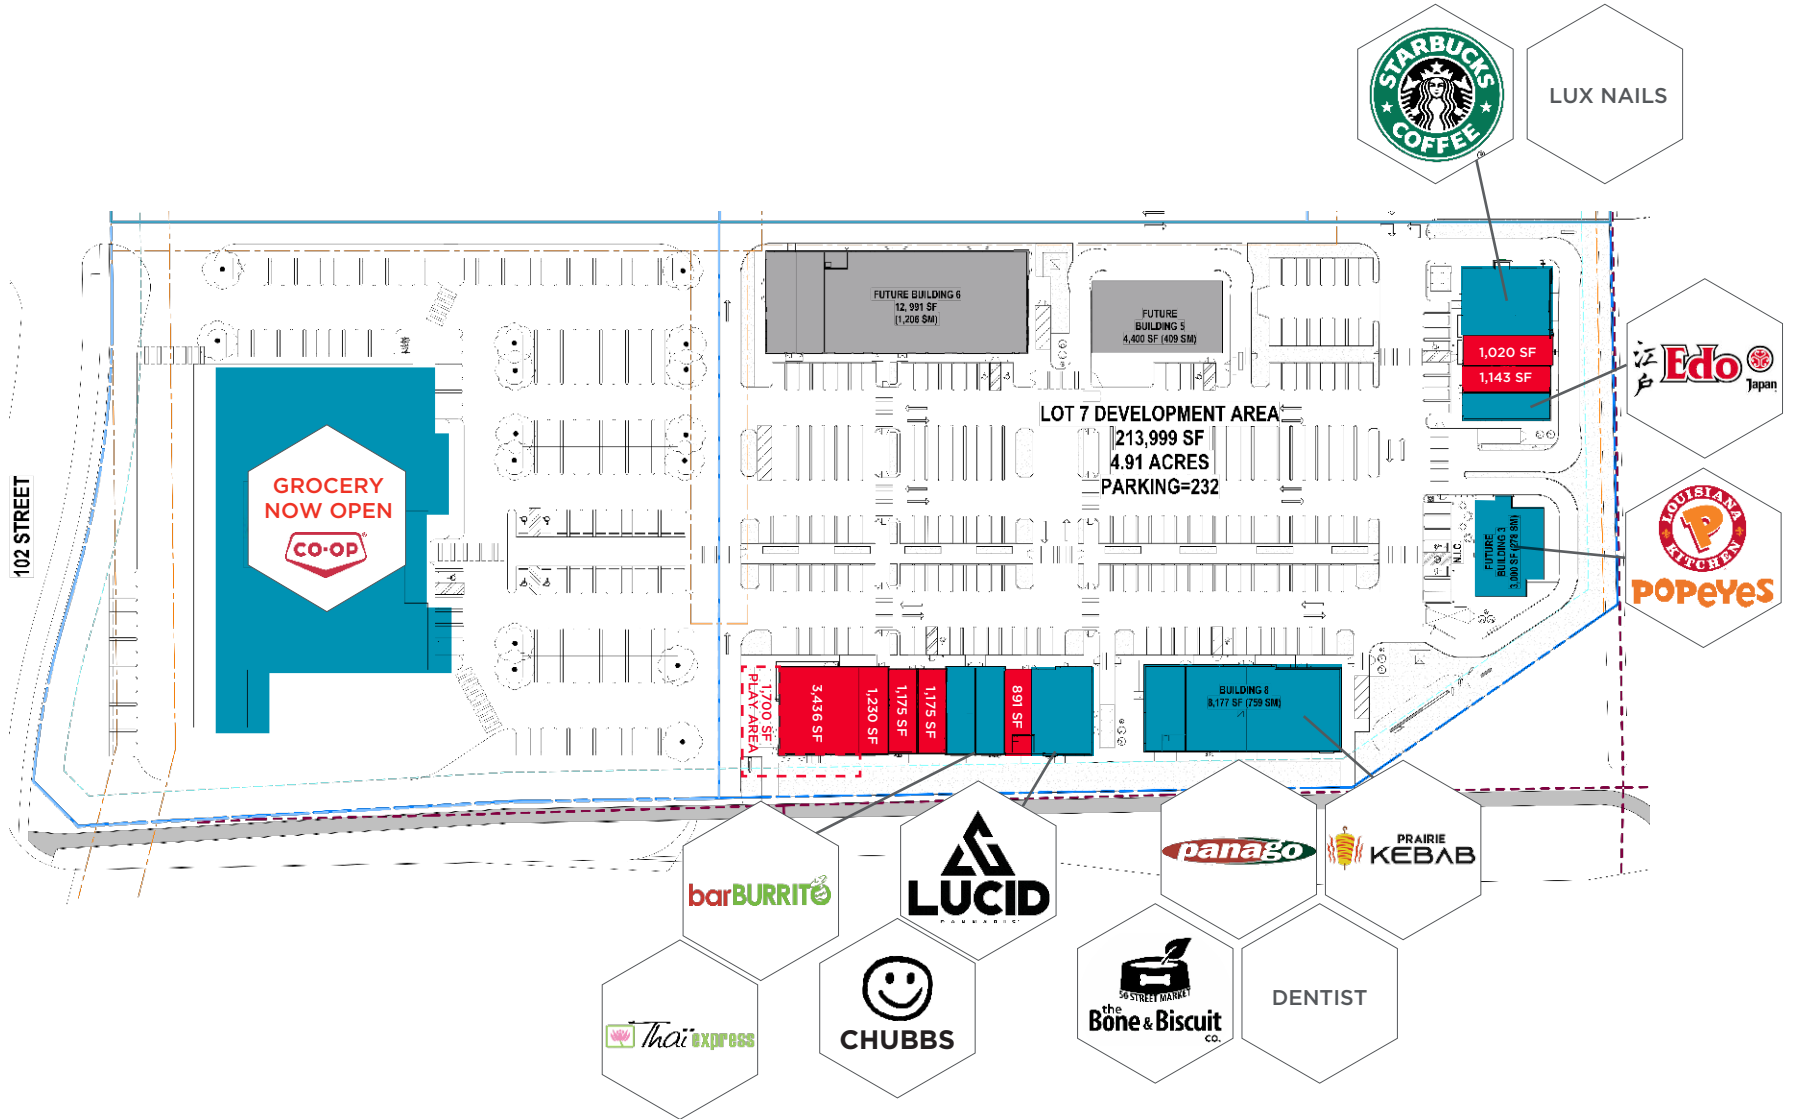 STARBUCKS
COFFEE
LUX NAILS
FUTURE BUILDING 6
12,991 SF
(1,206 SM)
FUTURE
BUILDING 5
4,400 SF (409 SM)
1,020 SF
1,143 SF
江戸
Edo
Japan
LOT 7 DEVELOPMENT AREA
213,999 SF
4.91 ACRES
PARKING=232
102 STREET
GROCERY
NOW OPEN
CO·OP
N.I.C.
FUTURE
BUILDING 3
3,000 SF (278 SM)
LOUISIANA
P
KITCHEN
POPEYES
1,700 SF
PLAY AREA
3,436 SF
1,230 SF
1,175 SF
1,175 SF
891 SF
BUILDING 8
8,177 SF (759 SM)
barBURRITO
LUCID
CANNABIS
panago
PRAIRIE
KEBAB
Thaï express
CHUBBS
50 STREET MARKET
the
Bone & Biscuit
CO.
DENTIST